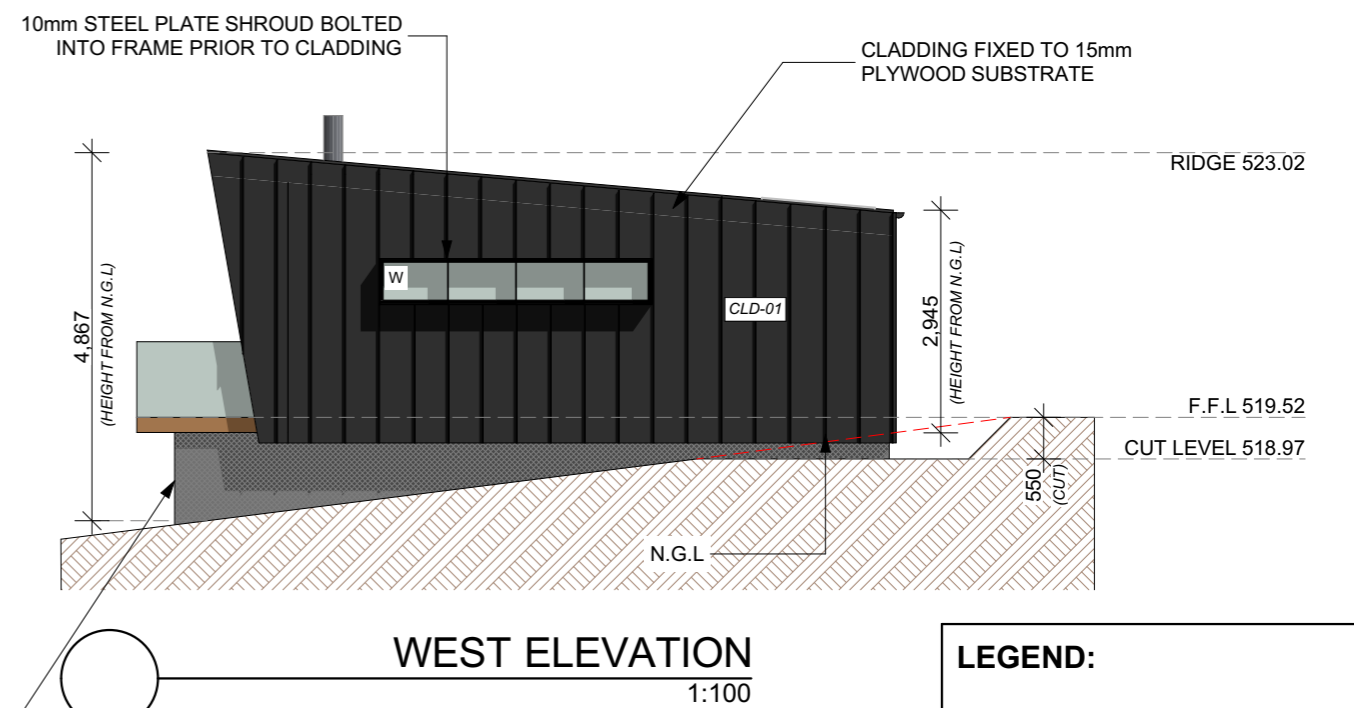 10mm STEEL PLATE SHROUD BOLTED
INTO FRAME PRIOR TO CLADDING
CLADDING FIXED TO 15mm
PLYWOOD SUBSTRATE
RIDGE 523.02
4,867
(HEIGHT FROM N.G.L)
W
CLD-01
2,945
(HEIGHT FROM N.G.L)
F.F.L 519.52
CUT LEVEL 518.97
550
(CUT)
N.G.L
WEST ELEVATION
1:100
LEGEND: